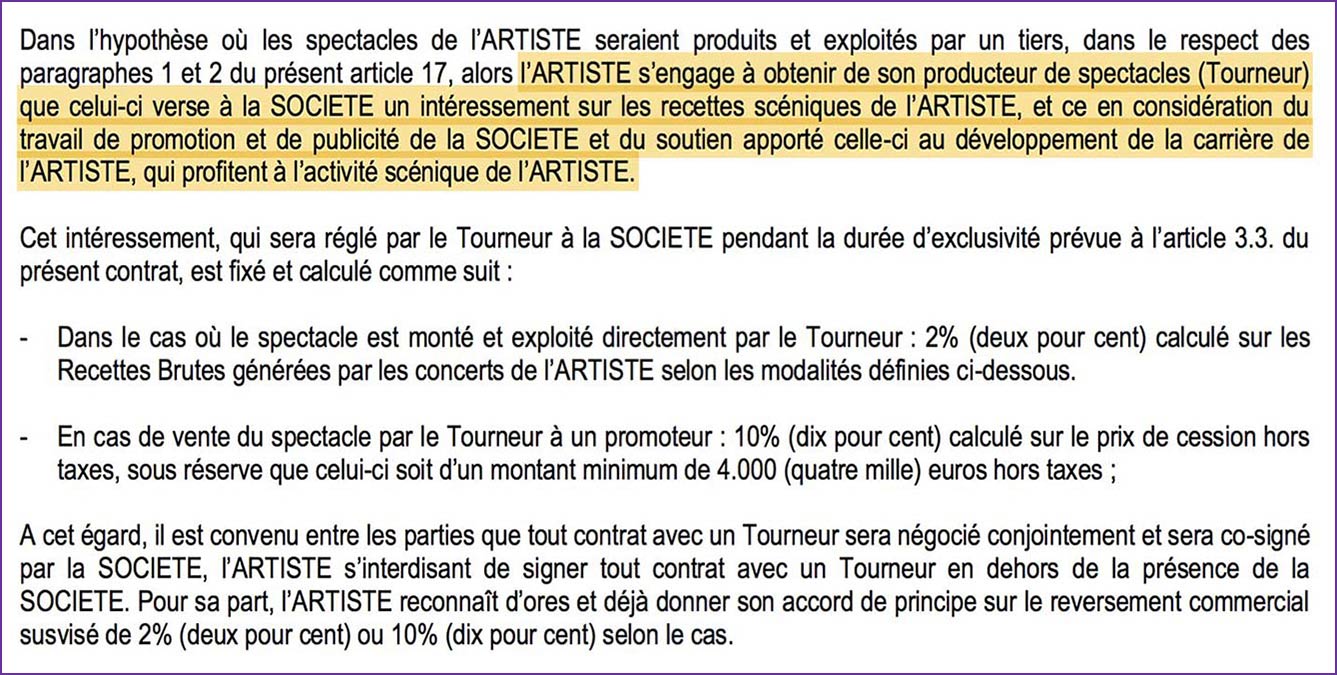 Dans l’hypothèse où les spectacles de l’ARTISTE seraient produits et exploités par un tiers, dans le respect des
paragraphes 1 et 2 du présent article 17, alors l’ARTISTE s’engage à obtenir de son producteur de spectacles (Tourneur)
que celui-ci verse à la SOCIETE un intéressement sur les recettes scéniques de l’ARTISTE, et ce en considération du
travail de promotion et de publicité de la SOCIETE et du soutien apporté celle-ci au développement de la carrière de
l’ARTISTE, qui profitent à l’activité scénique de l’ARTISTE.
Cet intéressement, qui sera réglé par le Tourneur à la SOCIETE pendant la durée d’exclusivité prévue à l’article 3.3. du
présent contrat, est fixé et calculé comme suit :
- Dans le cas où le spectacle est monté et exploité directement par le Tourneur : 2% (deux pour cent) calculé sur les
Recettes Brutes générées par les concerts de l’ARTISTE selon les modalités définies ci-dessous.
- En cas de vente du spectacle par le Tourneur à un promoteur : 10% (dix pour cent) calculé sur le prix de cession hors
taxes, sous réserve que celui-ci soit d’un montant minimum de 4.000 (quatre mille) euros hors taxes ;
A cet égard, il est convenu entre les parties que tout contrat avec un Tourneur sera négocié conjointement et sera co-signé
par la SOCIETE, l’ARTISTE s’interdisant de signer tout contrat avec un Tourneur en dehors de la présence de la
SOCIETE. Pour sa part, l’ARTISTE reconnaît d’ores et déjà donner son accord de principe sur le reversement commercial
susvisé de 2% (deux pour cent) ou 10% (dix pour cent) selon le cas.